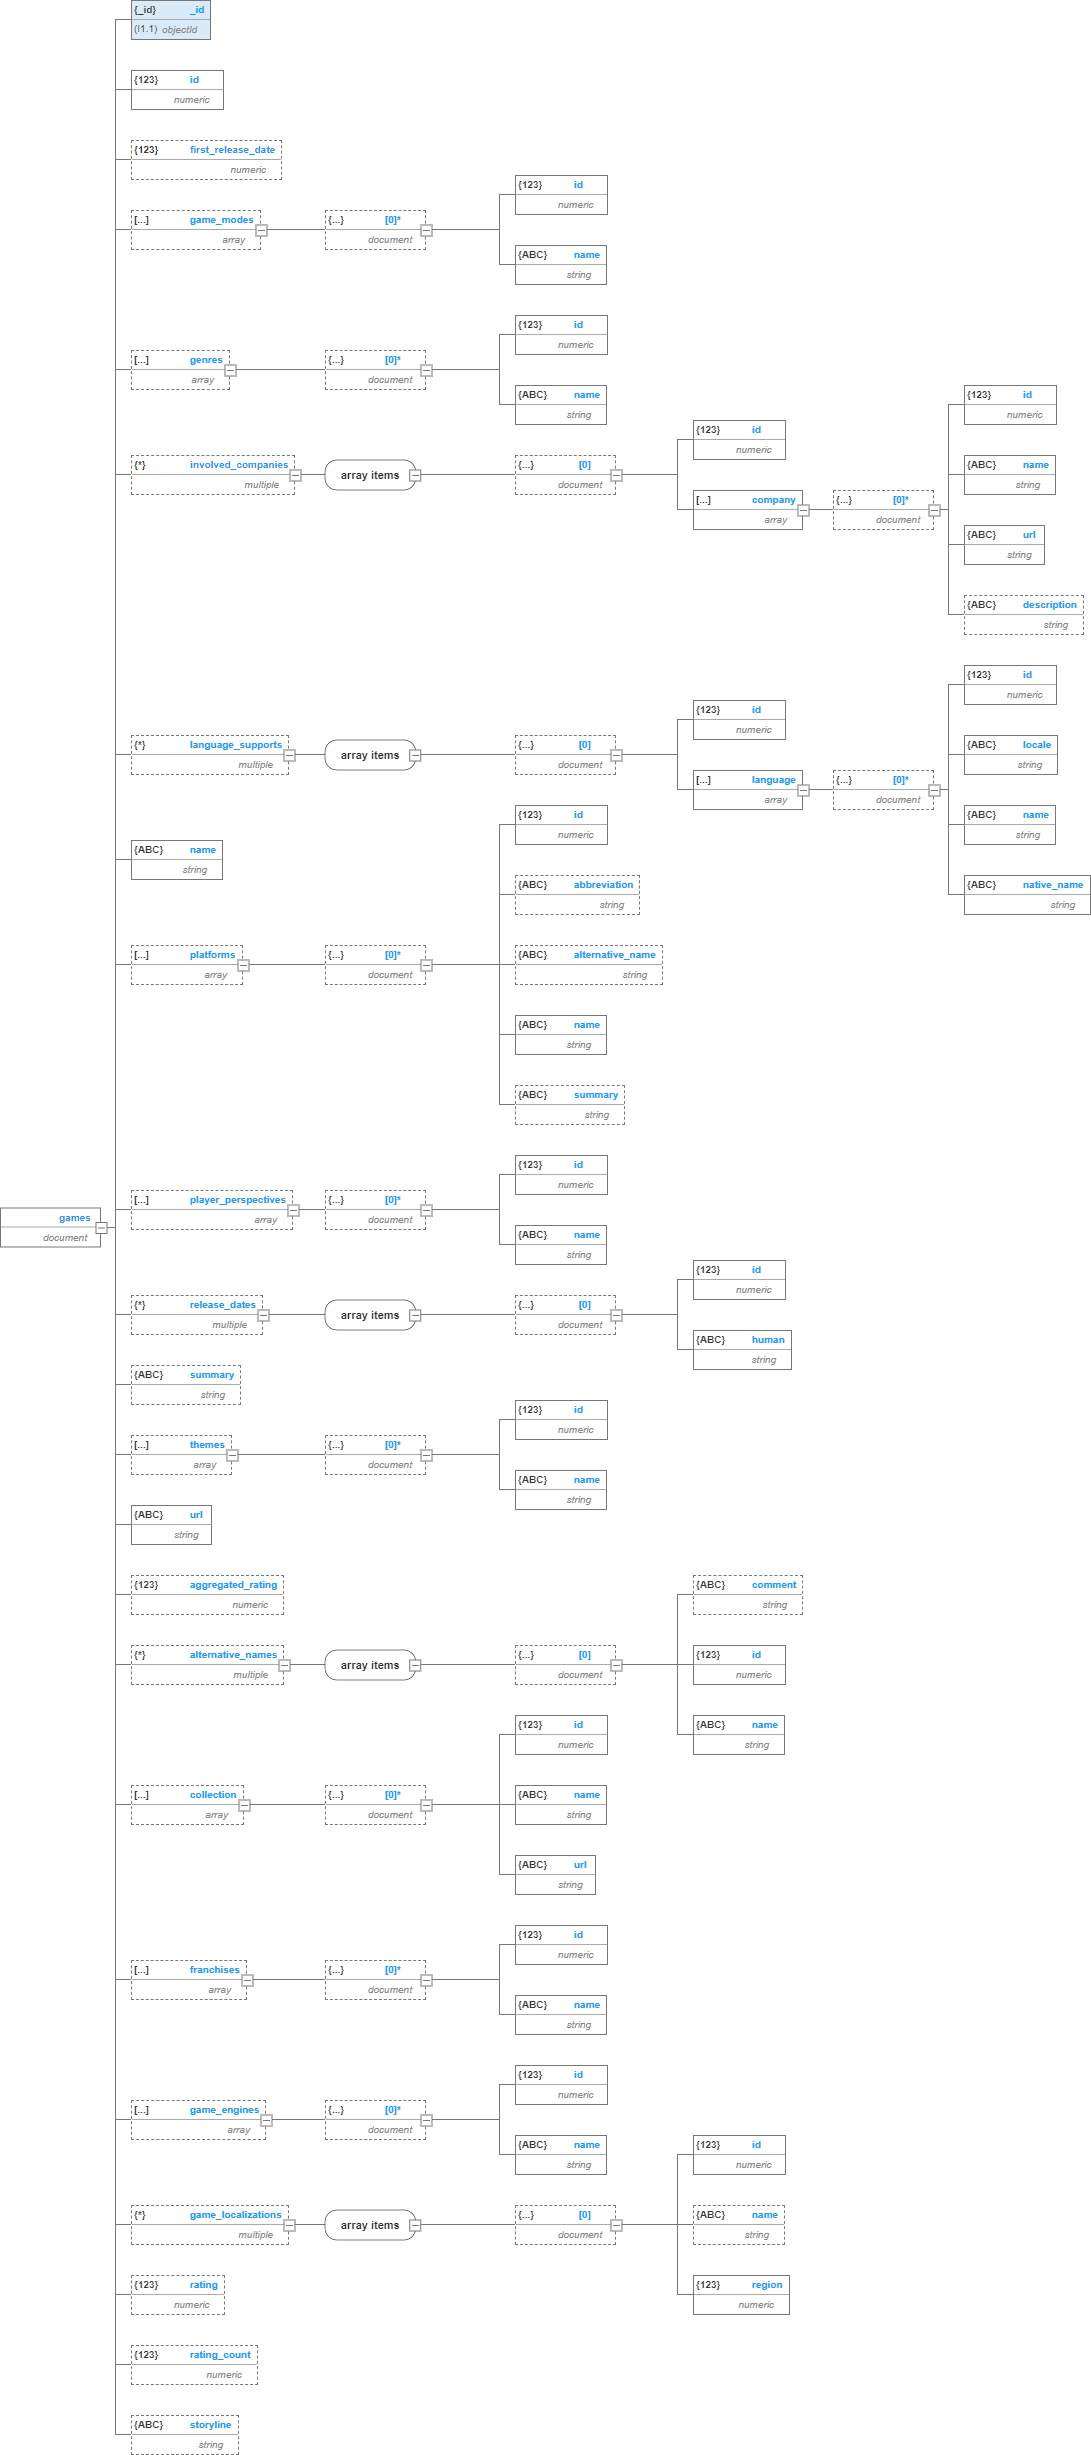 {_id} _id
(I1.1) objectId
{123} id
numeric
{123} first_release_date
numeric
[...] game_modes
array
{...} [0]*
document
{123} id
numeric
{ABC} name
string
[...] genres
array
{...} [0]*
document
{123} id
numeric
{ABC} name
string
{*} involved_companies
multiple
array items
{...} [0]
document
{123} id
numeric
[...] company
array
{...} [0]*
document
{123} id
numeric
{ABC} name
string
{ABC} url
string
{ABC} description
string
{*} language_supports
multiple
array items
{...} [0]
document
{123} id
numeric
[...] language
array
{...} [0]*
document
{123} id
numeric
{ABC} locale
string
{ABC} name
string
{ABC} native_name
string
{ABC} name
string
[...] platforms
array
{...} [0]*
document
{123} id
numeric
{ABC} abbreviation
string
{ABC} alternative_name
string
{ABC} name
string
{ABC} summary
string
games
document
[...] player_perspectives
array
{...} [0]*
document
{123} id
numeric
{ABC} name
string
{*} release_dates
multiple
array items
{...} [0]
document
{123} id
numeric
{ABC} human
string
{ABC} summary
string
[...] themes
array
{...} [0]*
document
{123} id
numeric
{ABC} name
string
{ABC} url
string
{123} aggregated_rating
numeric
{*} alternative_names
multiple
array items
{...} [0]
document
{ABC} comment
string
{123} id
numeric
{ABC} name
string
[...] collection
array
{...} [0]*
document
{123} id
numeric
{ABC} name
string
{ABC} url
string
[...] franchises
array
{...} [0]*
document
{123} id
numeric
{ABC} name
string
[...] game_engines
array
{...} [0]*
document
{123} id
numeric
{ABC} name
string
{*} game_localizations
multiple
array items
{...} [0]
document
{123} id
numeric
{ABC} name
string
{123} region
numeric
{123} rating
numeric
{123} rating_count
numeric
{ABC} storyline
string